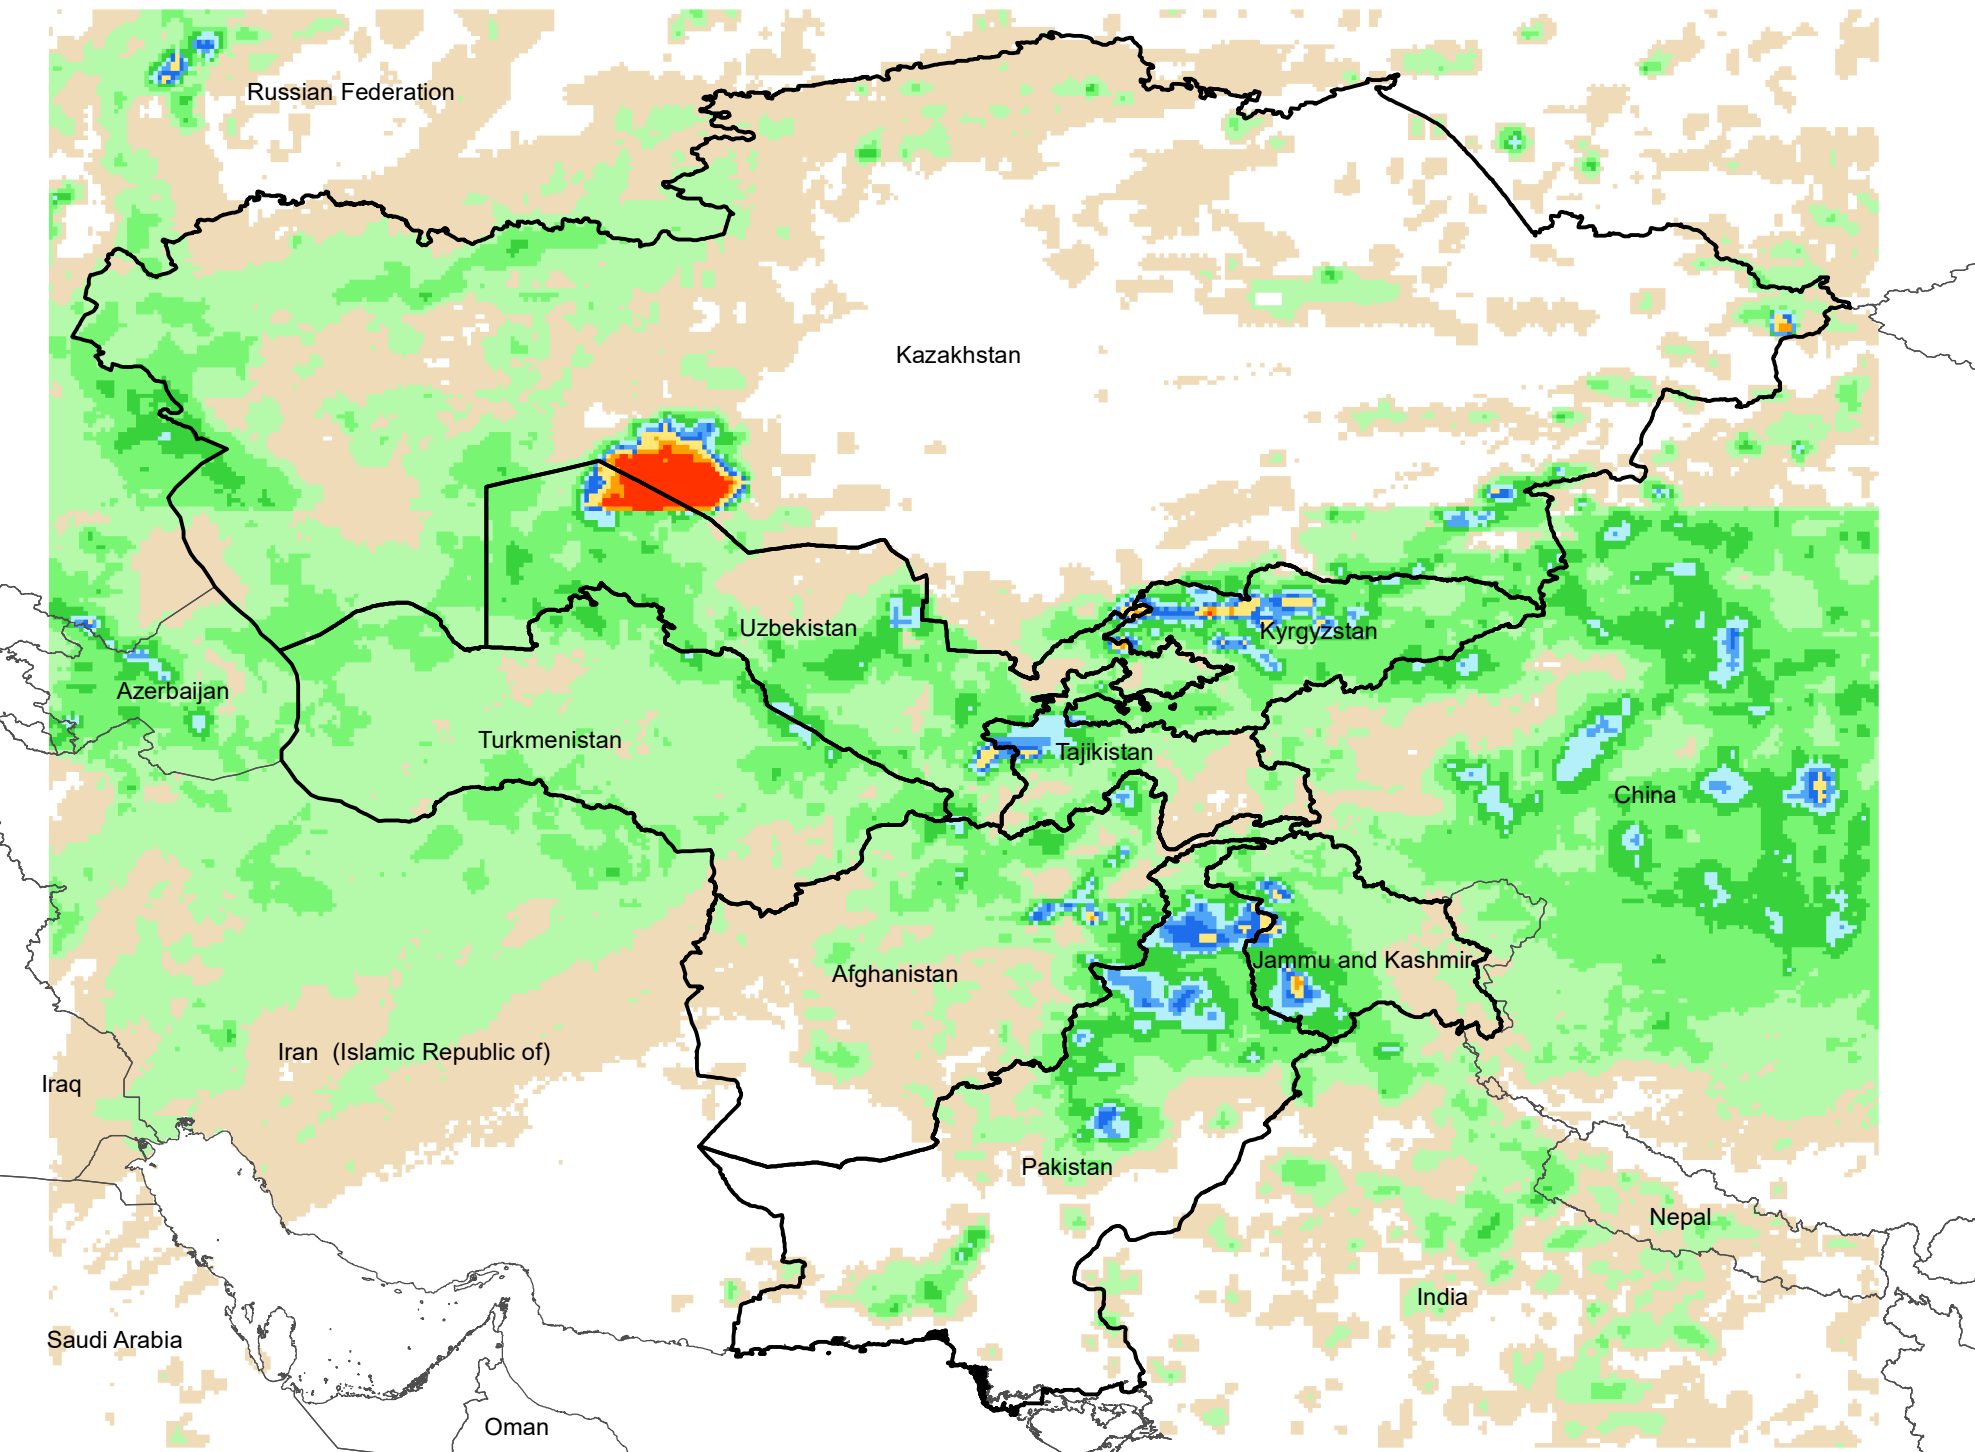 Russian Federation
Kazakhstan
Uzbekistan
Kyrgyzstan
Azerbaijan
Turkmenistan
Tajikistan
China
Afghanistan
Jammu and Kashmir
Iran  (Islamic Republic of)
Iraq
Pakistan
Nepal
India
Saudi Arabia
Oman